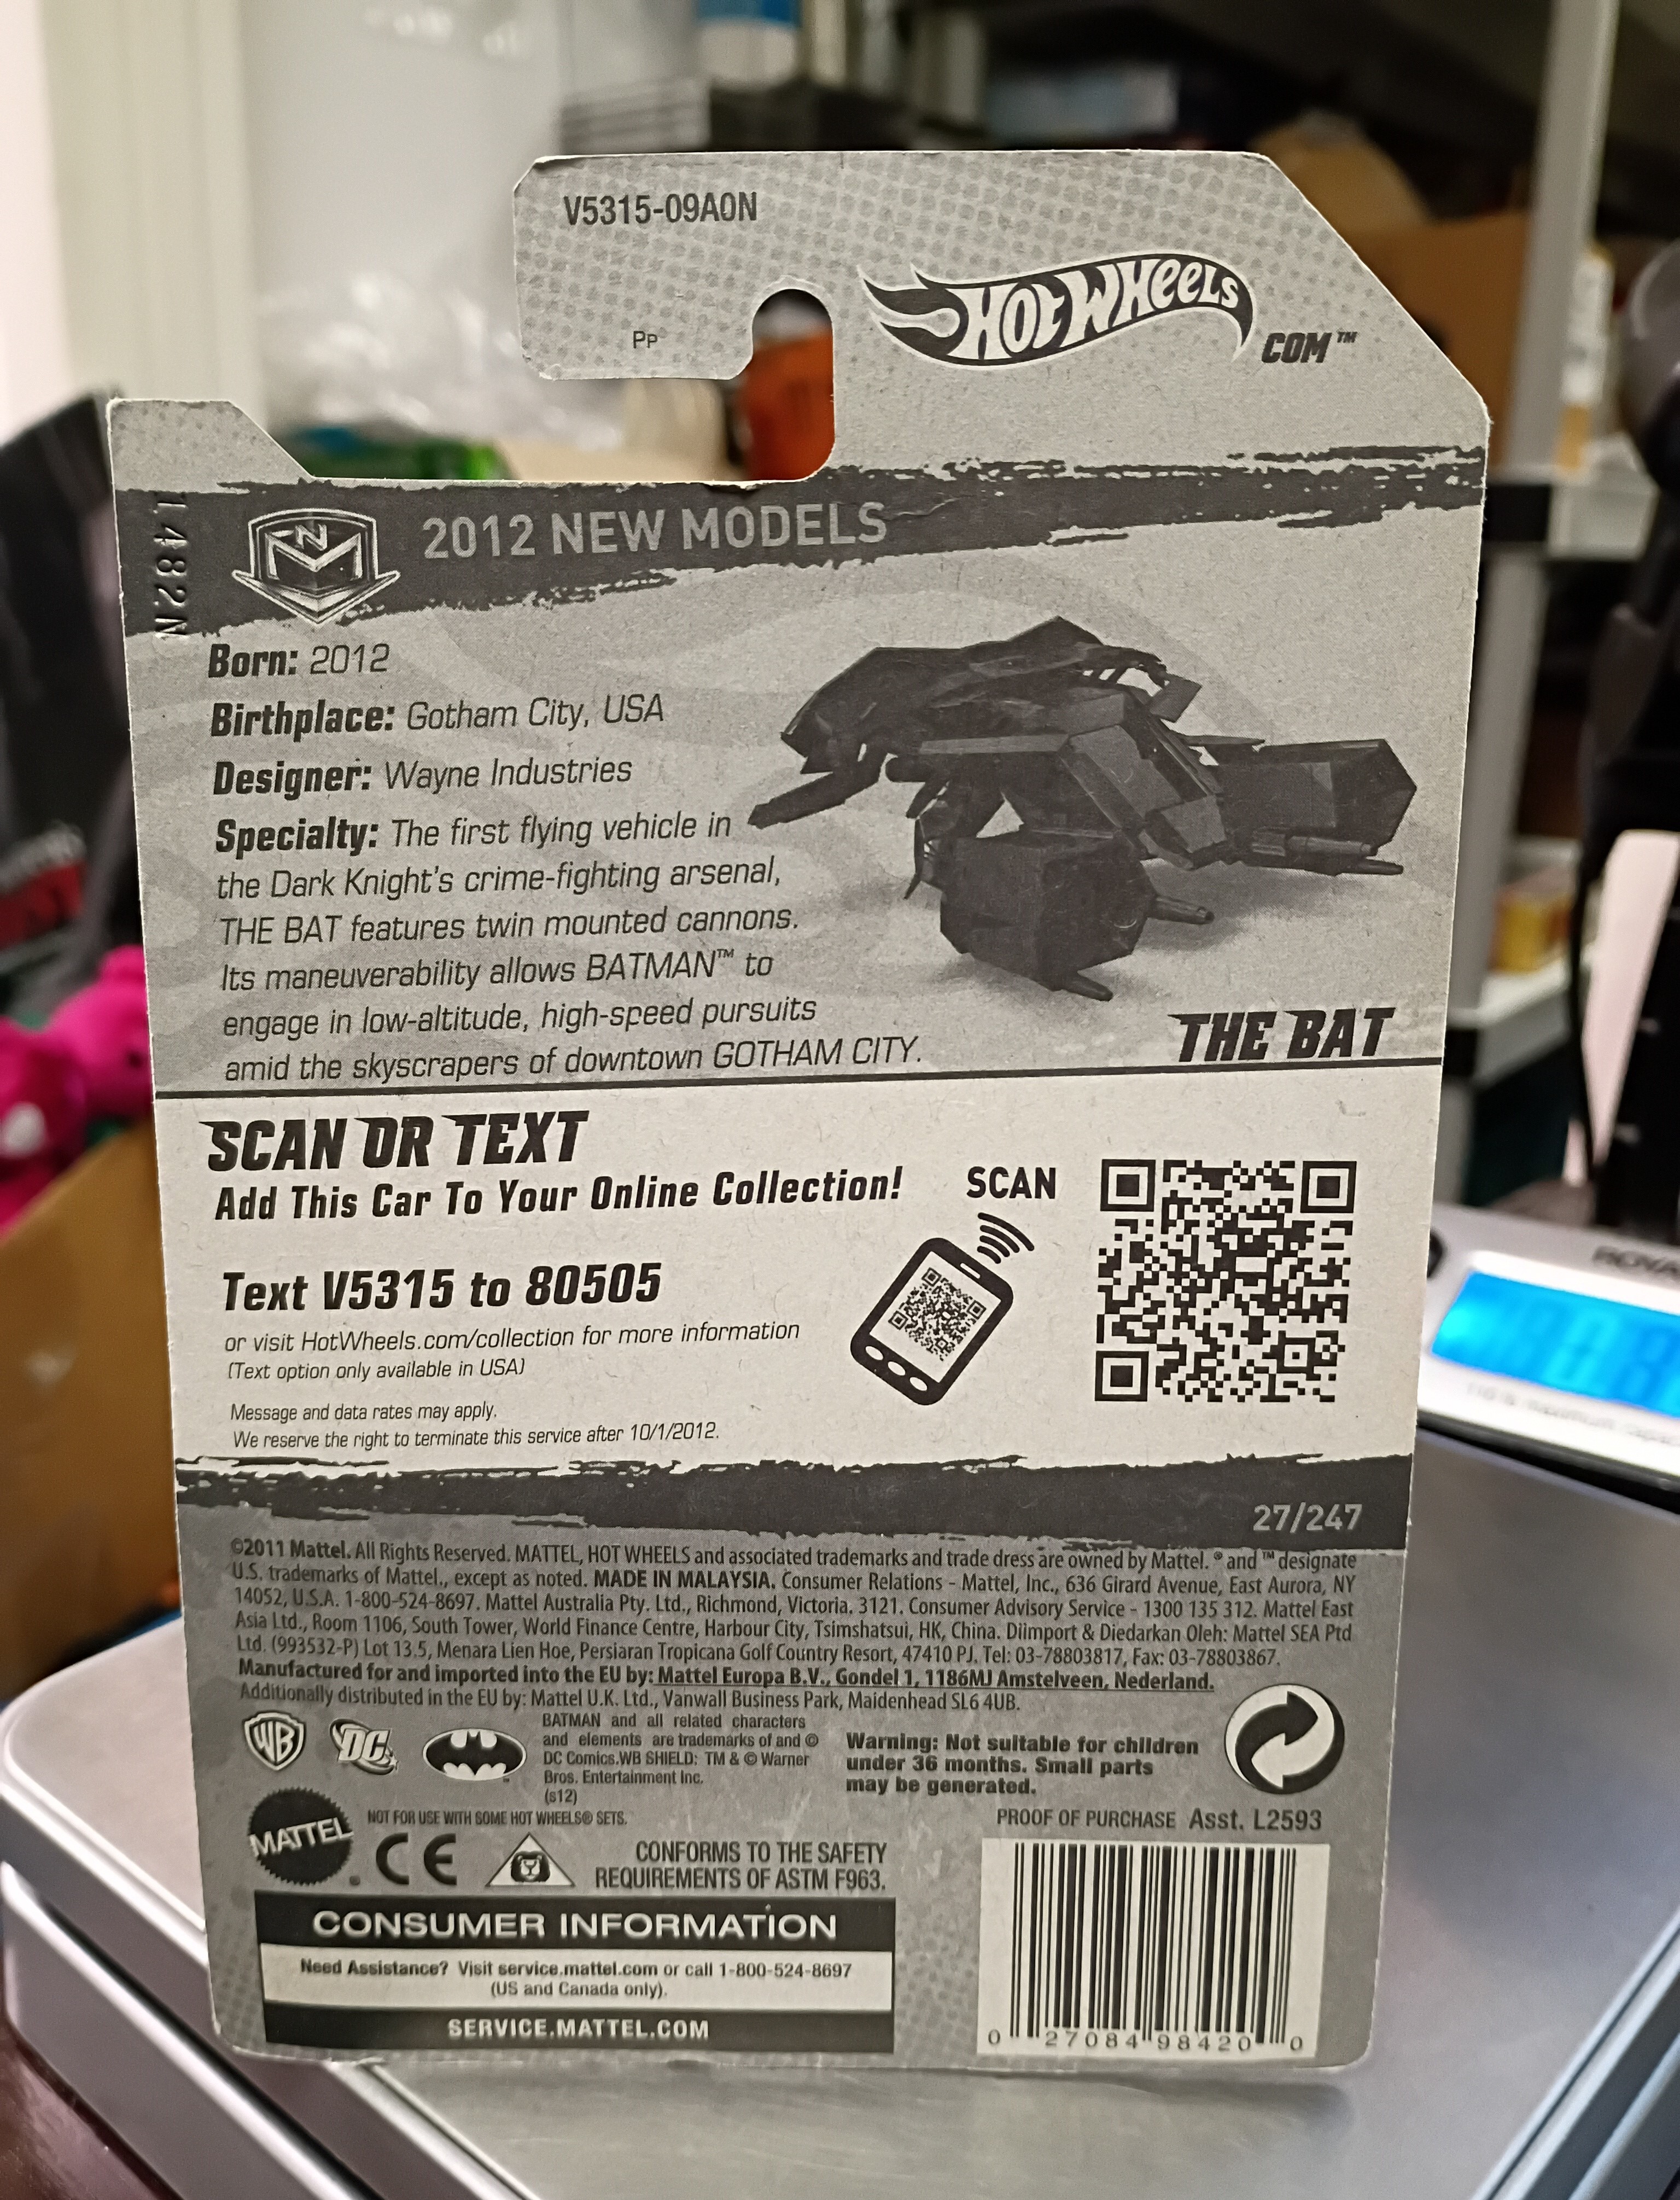 V5315-09A0N
Pp
HOT WHEELS
COM™
L482N
NM
2012 NEW MODELS
Born: 2012
Birthplace: Gotham City, USA
Designer: Wayne Industries
Specialty: The first flying vehicle in
the Dark Knight's crime-fighting arsenal,
THE BAT features twin mounted cannons.
Its maneuverability allows BATMAN™ to
engage in low-altitude, high-speed pursuits
amid the skyscrapers of downtown GOTHAM CITY.
THE BAT
SCAN OR TEXT
Add This Car To Your Online Collection!
SCAN
Text V5315 to 80505
or visit HotWheels.com/collection for more information
(Text option only available in USA)
Message and data rates may apply.
We reserve the right to terminate this service after 10/1/2012.
27/247
©2011 Mattel. All Rights Reserved. MATTEL, HOT WHEELS and associated trademarks and trade dress are owned by Mattel. ® and ™ designate
U.S. trademarks of Mattel., except as noted. MADE IN MALAYSIA. Consumer Relations - Mattel, Inc., 636 Girard Avenue, East Aurora, NY
14052, U.S.A. 1-800-524-8697. Mattel Australia Pty. Ltd., Richmond, Victoria. 3121. Consumer Advisory Service - 1300 135 312. Mattel East
Asia Ltd., Room 1106, South Tower, World Finance Centre, Harbour City, Tsimshatsui, HK, China. Diimport & Diedarkan Oleh: Mattel SEA Ptd
Ltd. (993532-P) Lot 13.5, Menara Lien Hoe, Persiaran Tropicana Golf Country Resort, 47410 PJ. Tel: 03-78803817, Fax: 03-78803867.
Manufactured for and imported into the EU by: Mattel Europa B.V., Gondel 1, 1186MJ Amstelveen, Nederland.
Additionally distributed in the EU by: Mattel U.K. Ltd., Vanwall Business Park, Maidenhead SL6 4UB.
WB
DC
BATMAN and all related characters
and elements are trademarks of and ©
DC Comics.WB SHIELD: TM & © Warner
Bros. Entertainment Inc.
(s12)
Warning: Not suitable for children
under 36 months. Small parts
may be generated.
MATTEL
NOT FOR USE WITH SOME HOT WHEELS® SETS.
PROOF OF PURCHASE Asst. L2593
CE
CONFORMS TO THE SAFETY
REQUIREMENTS OF ASTM F963.
CONSUMER INFORMATION
Need Assistance? Visit service.mattel.com or call 1-800-524-8697
(US and Canada only).
SERVICE.MATTEL.COM
0 27084 98420 0